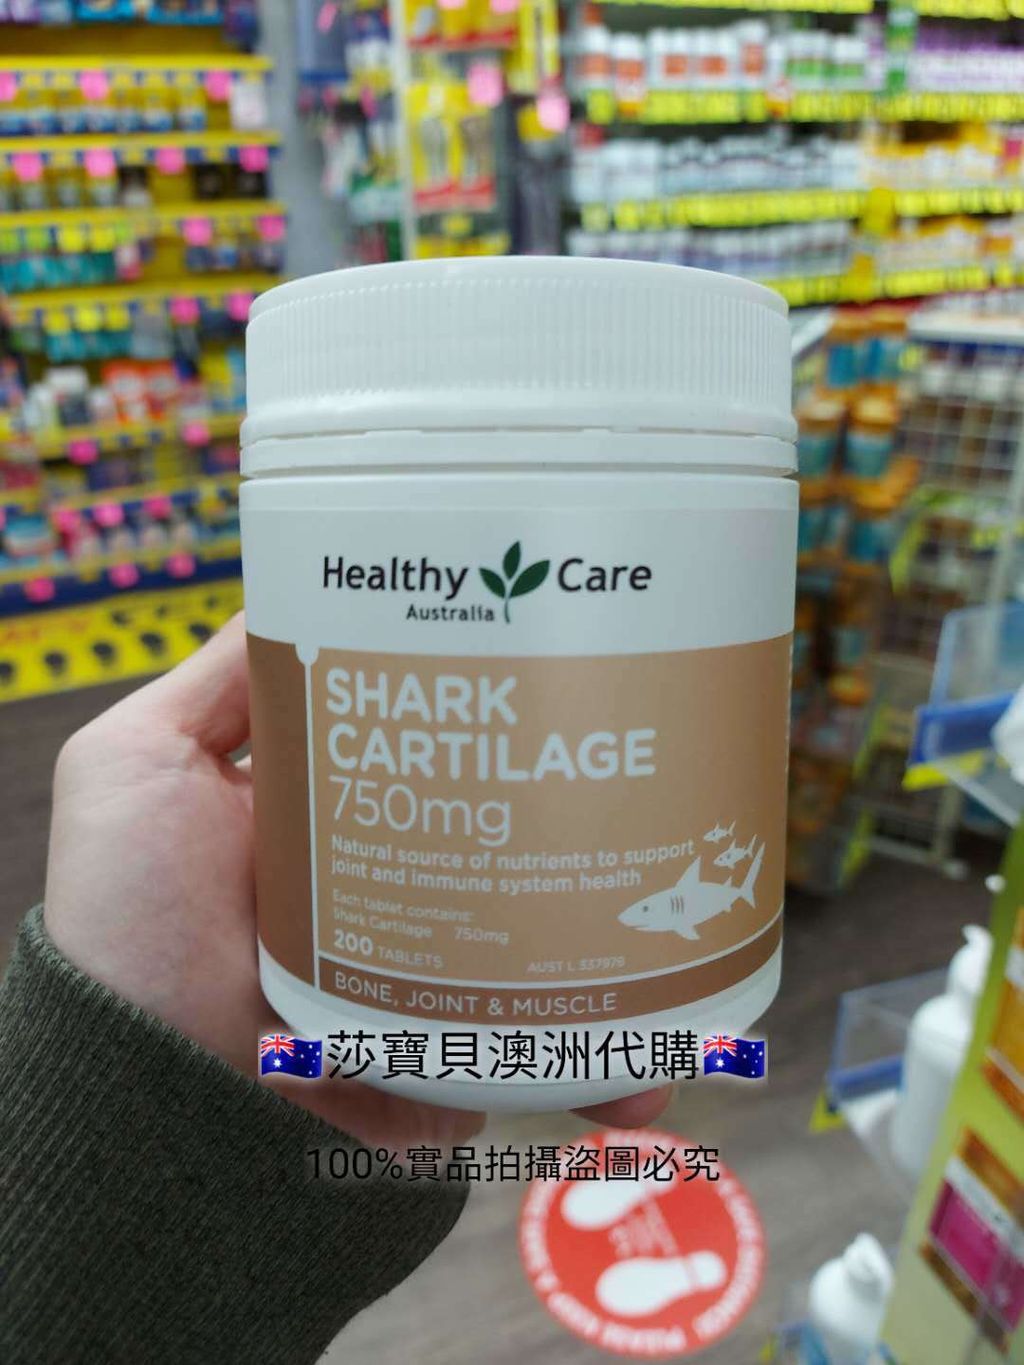 Healthy Care
Australia
SHARK
CARTILAGE
750mg
Natural source of nutrients to support
joint and immune system health
Each tablet contains:
Shark Cartilage 750mg
200 TABLETS
AUST L 337978
BONE, JOINT & MUSCLE
🇦🇺莎寶貝澳洲代購🇦🇺
100%實品拍攝盜圖必究